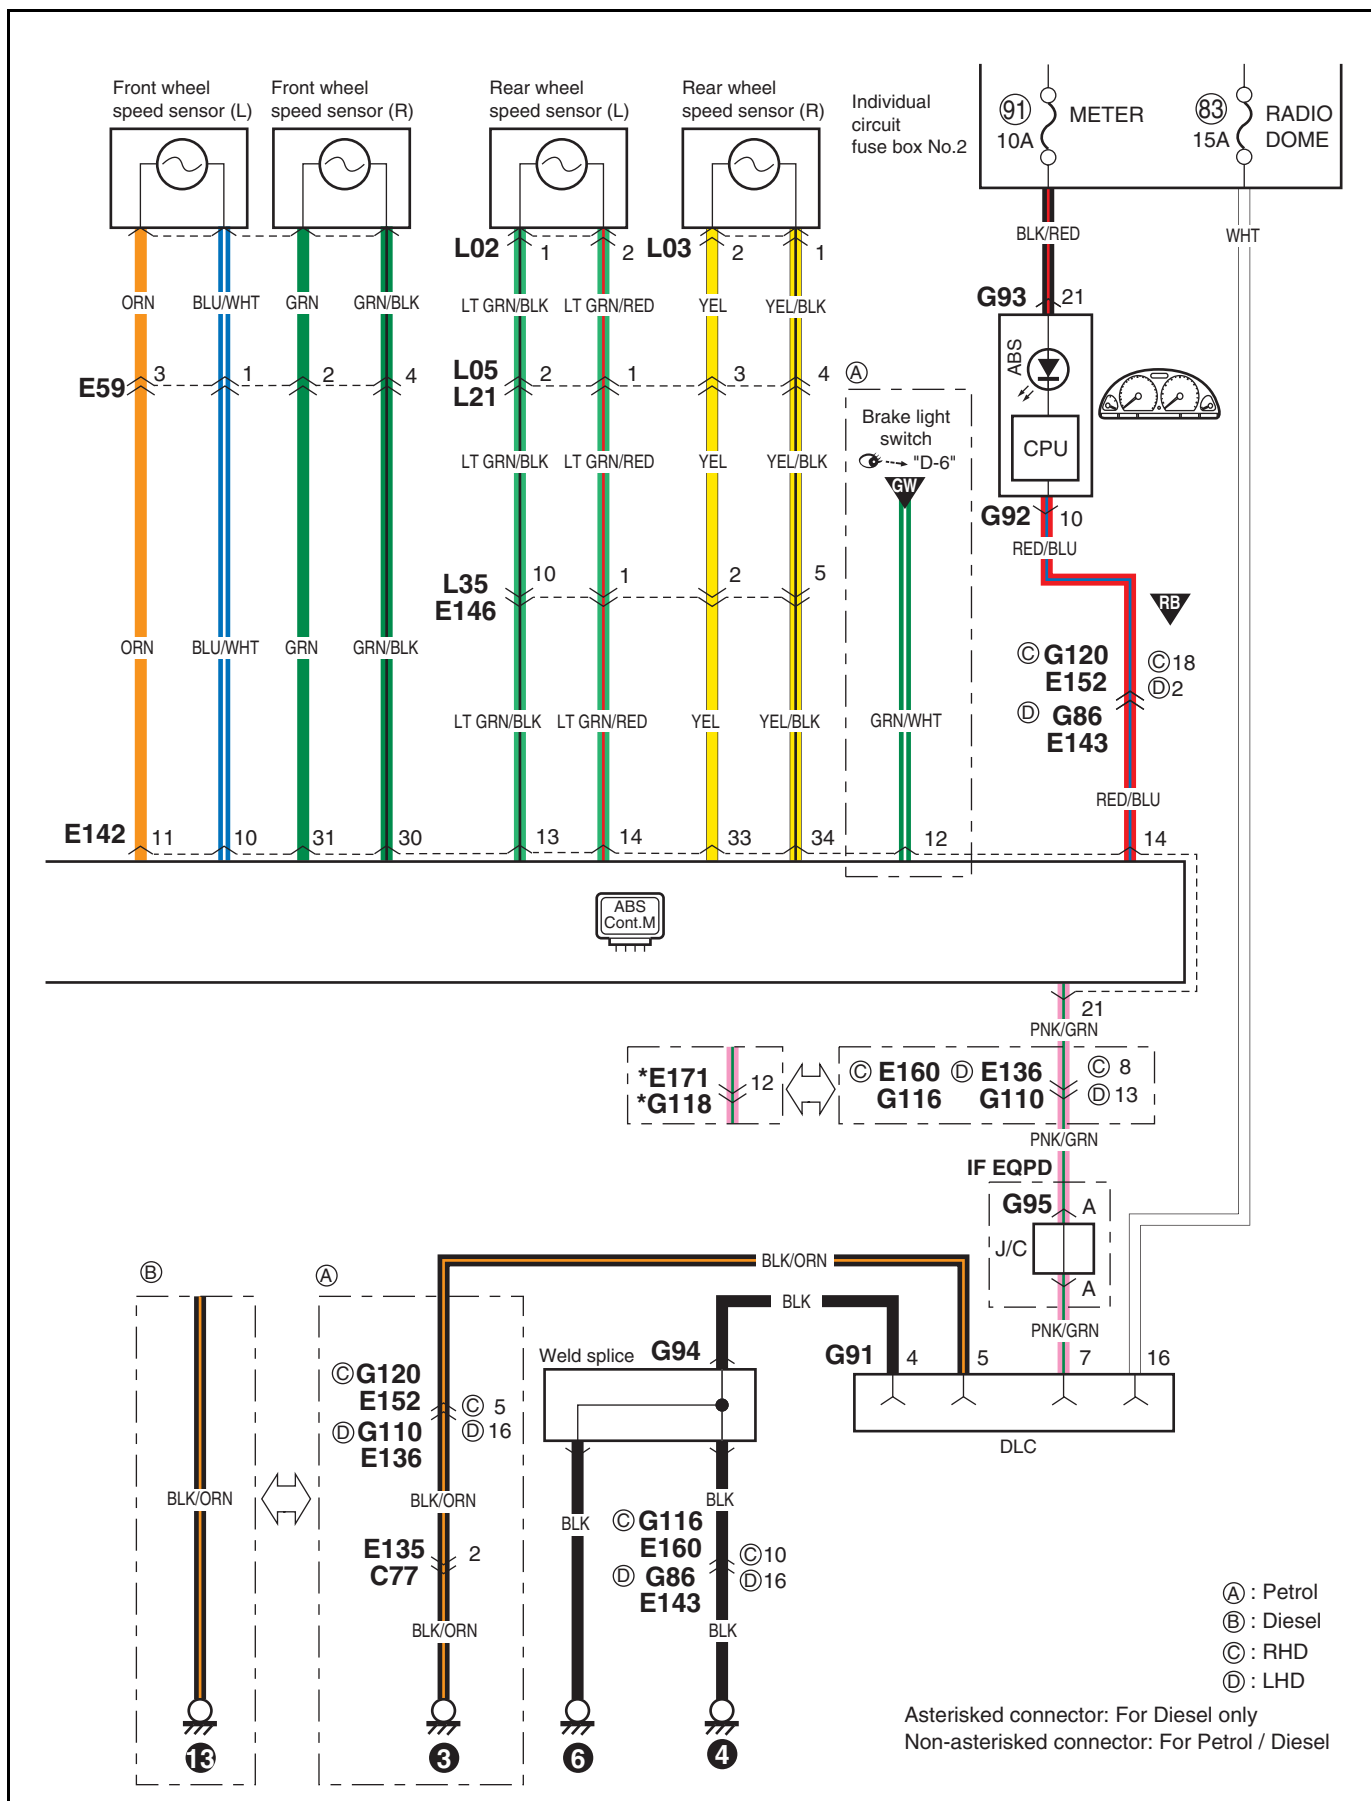 Front wheel
speed sensor (L)
Front wheel
speed sensor (R)
Rear wheel
speed sensor (L)
Rear wheel
speed sensor (R)
Individual
circuit
fuse box No.2
91
10A
METER
83
15A
RADIO
DOME
L02
1
2
L03
2
1
BLK/RED
WHT
ORN
BLU/WHT
GRN
GRN/BLK
LT GRN/BLK
LT GRN/RED
YEL
YEL/BLK
G93
21
ABS
CPU
E59
3
1
2
4
L05
L21
2
1
3
4
A
Brake light
switch
"D-6"
GW
LT GRN/BLK
LT GRN/RED
YEL
YEL/BLK
G92
10
RED/BLU
L35
E146
10
1
2
5
RB
ORN
BLU/WHT
GRN
GRN/BLK
C G120
E152
D G86
E143
C 18
D 2
LT GRN/BLK
LT GRN/RED
YEL
YEL/BLK
GRN/WHT
RED/BLU
E142
11
10
31
30
13
14
33
34
12
14
ABS
Cont.M
21
PNK/GRN
*E171
*G118
12
C E160
G116
D E136
G110
C 8
D 13
PNK/GRN
IF EQPD
G95
A
J/C
A
PNK/GRN
BLK/ORN
BLK
B
A
Weld splice
G94
G91
4
5
7
16
DLC
C G120
E152
D G110
E136
C 5
D 16
BLK/ORN
BLK/ORN
BLK
BLK
C G116
E160
D G86
E143
C 10
D 16
E135
C77
2
BLK/ORN
BLK
13
3
6
4
A : Petrol
B : Diesel
C : RHD
D : LHD
Asterisked connector: For Diesel only
Non-asterisked connector: For Petrol / Diesel